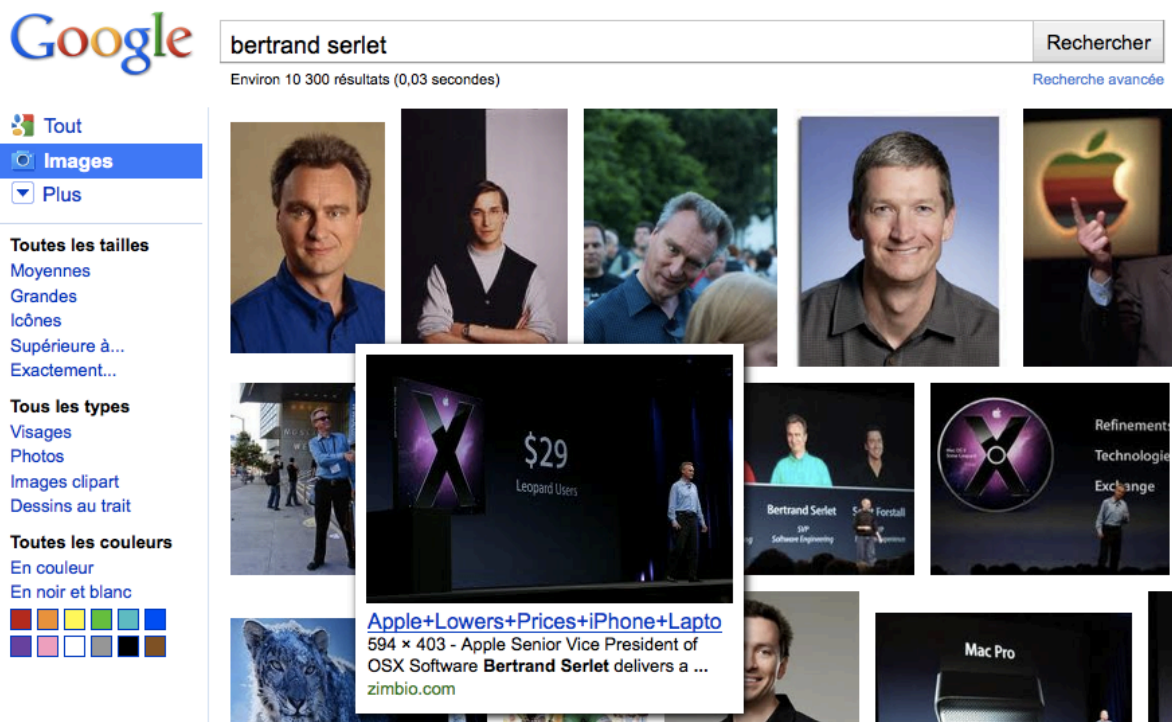 Google
bertrand serlet
Rechercher
Environ 10 300 résultats (0,03 secondes)
Recherche avancée
Tout
Images
Plus
Toutes les tailles
Moyennes
Grandes
Icônes
Supérieure à...
Exactement...
Tous les types
Visages
Photos
Images clipart
Dessins au trait
Toutes les couleurs
En couleur
En noir et blanc
X
$29
Leopard Users
Bertrand Serlet
SVP
Software Engineering
Forstall
X
Refinements
Technologie
Exchange
Apple+Lowers+Prices+iPhone+Lapto
594 × 403 - Apple Senior Vice President of
OSX Software Bertrand Serlet delivers a ...
zimbio.com
Mac Pro